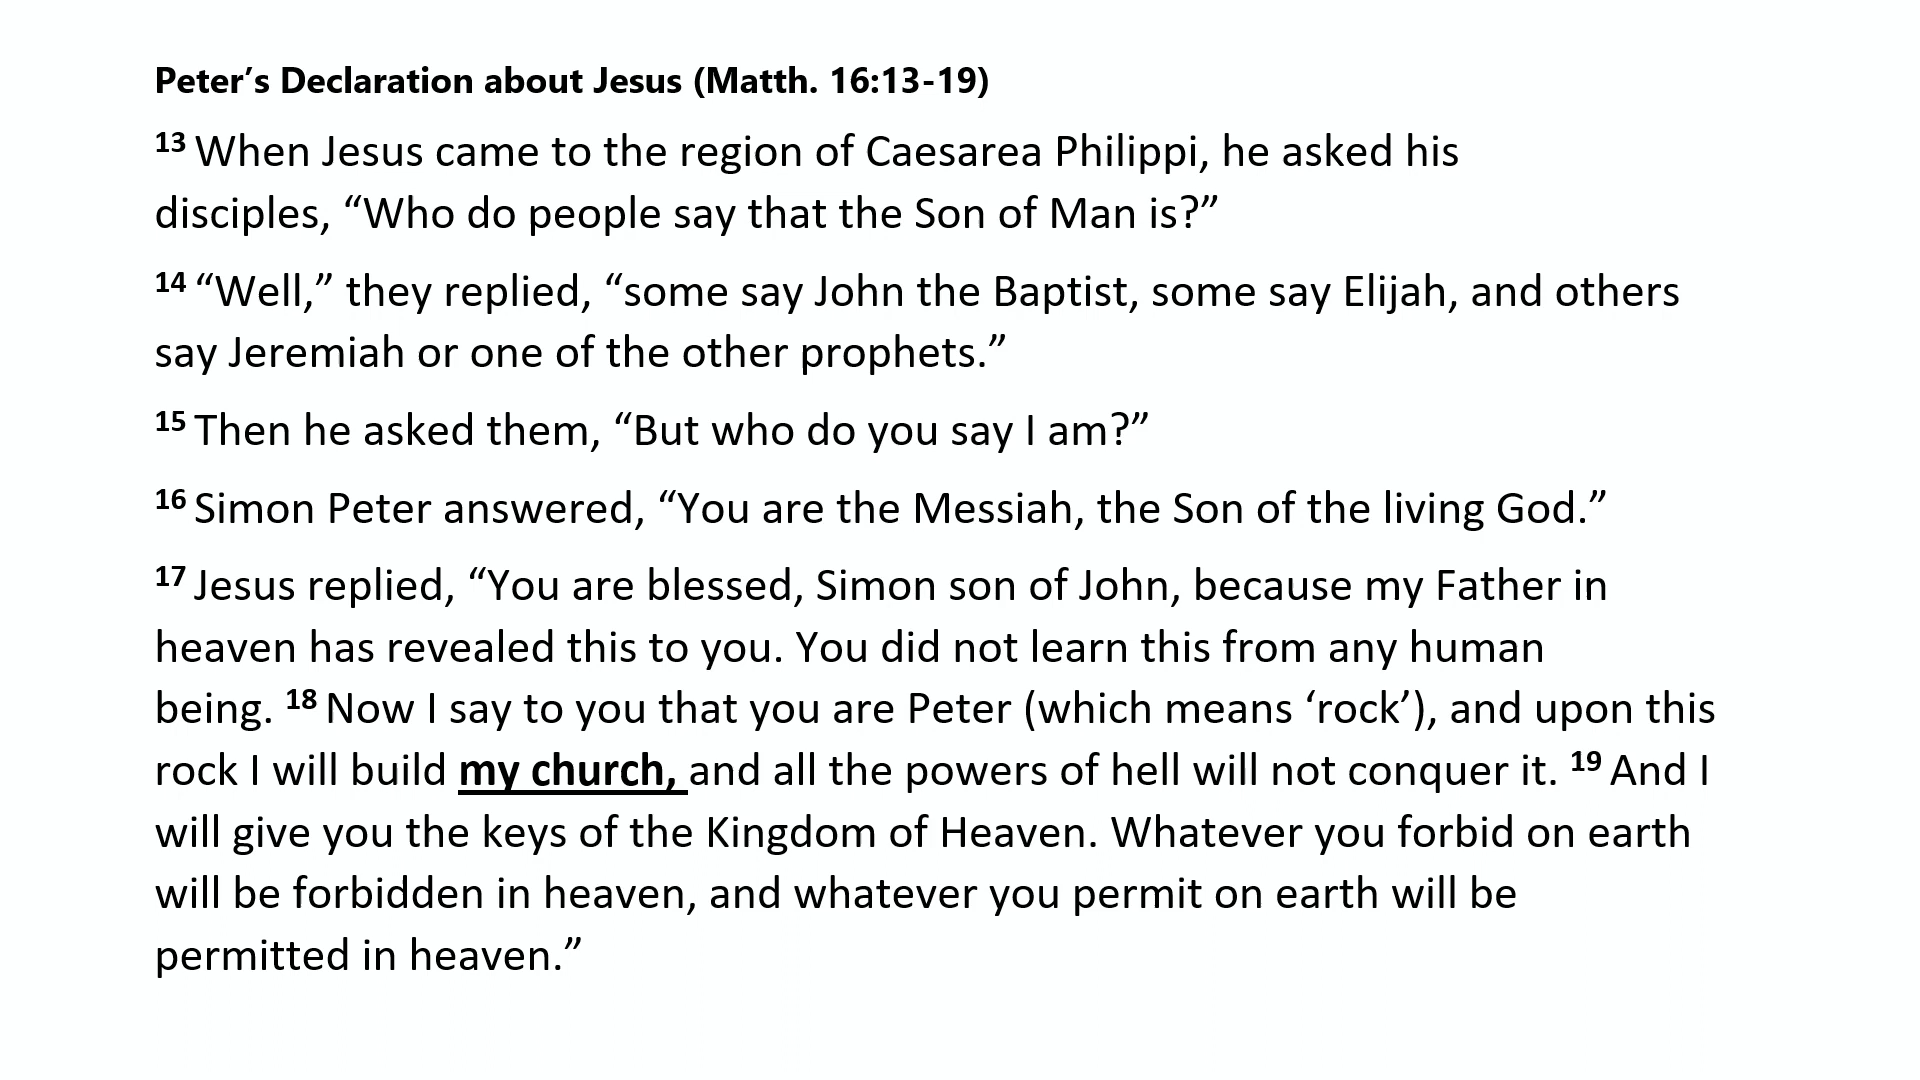 Peter’s Declaration about Jesus (Matth. 16:13-19)
13 When Jesus came to the region of Caesarea Philippi, he asked his
disciples, “Who do people say that the Son of Man is?”
14 “Well,” they replied, “some say John the Baptist, some say Elijah, and others
say Jeremiah or one of the other prophets.”
15 Then he asked them, “But who do you say I am?”
16 Simon Peter answered, “You are the Messiah, the Son of the living God.”
17 Jesus replied, “You are blessed, Simon son of John, because my Father in
heaven has revealed this to you. You did not learn this from any human
being. 18 Now I say to you that you are Peter (which means ‘rock’), and upon this
rock I will build my church, and all the powers of hell will not conquer it. 19 And I
will give you the keys of the Kingdom of Heaven. Whatever you forbid on earth
will be forbidden in heaven, and whatever you permit on earth will be
permitted in heaven.”